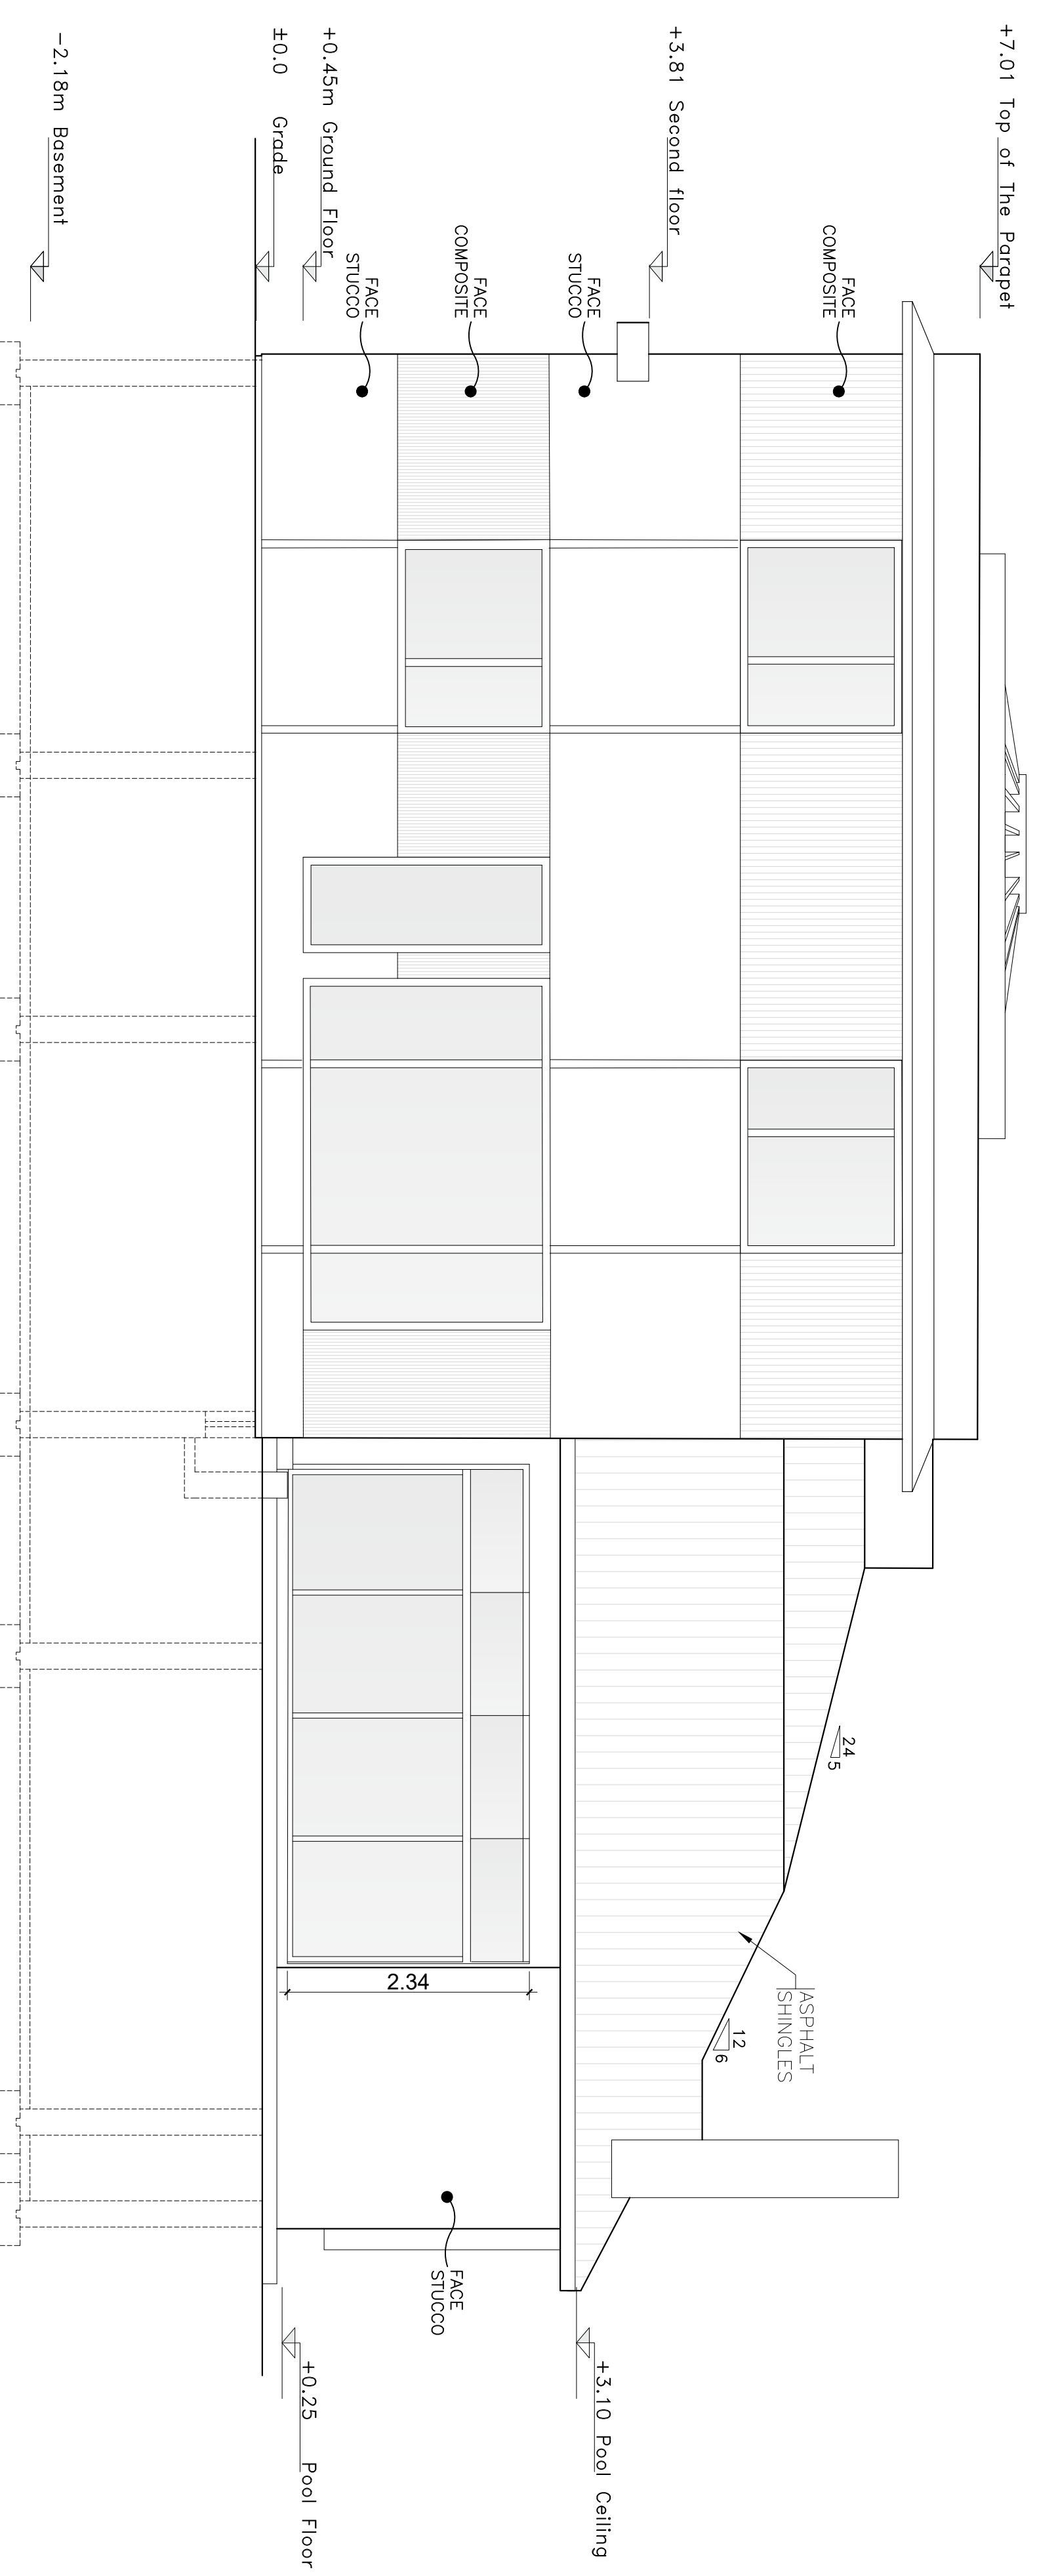 +7.01 Top of The Parapet
+3.81 Second floor
+0.45m Ground Floor
±0.0 Grade
-2.18m Basement
FACE
COMPOSITE
FACE
STUCCO
FACE
COMPOSITE
FACE
STUCCO
24
5
ASPHALT
SHINGLES
12
6
2.34
FACE
STUCCO
+3.10 Pool Ceiling
+0.25 Pool Floor